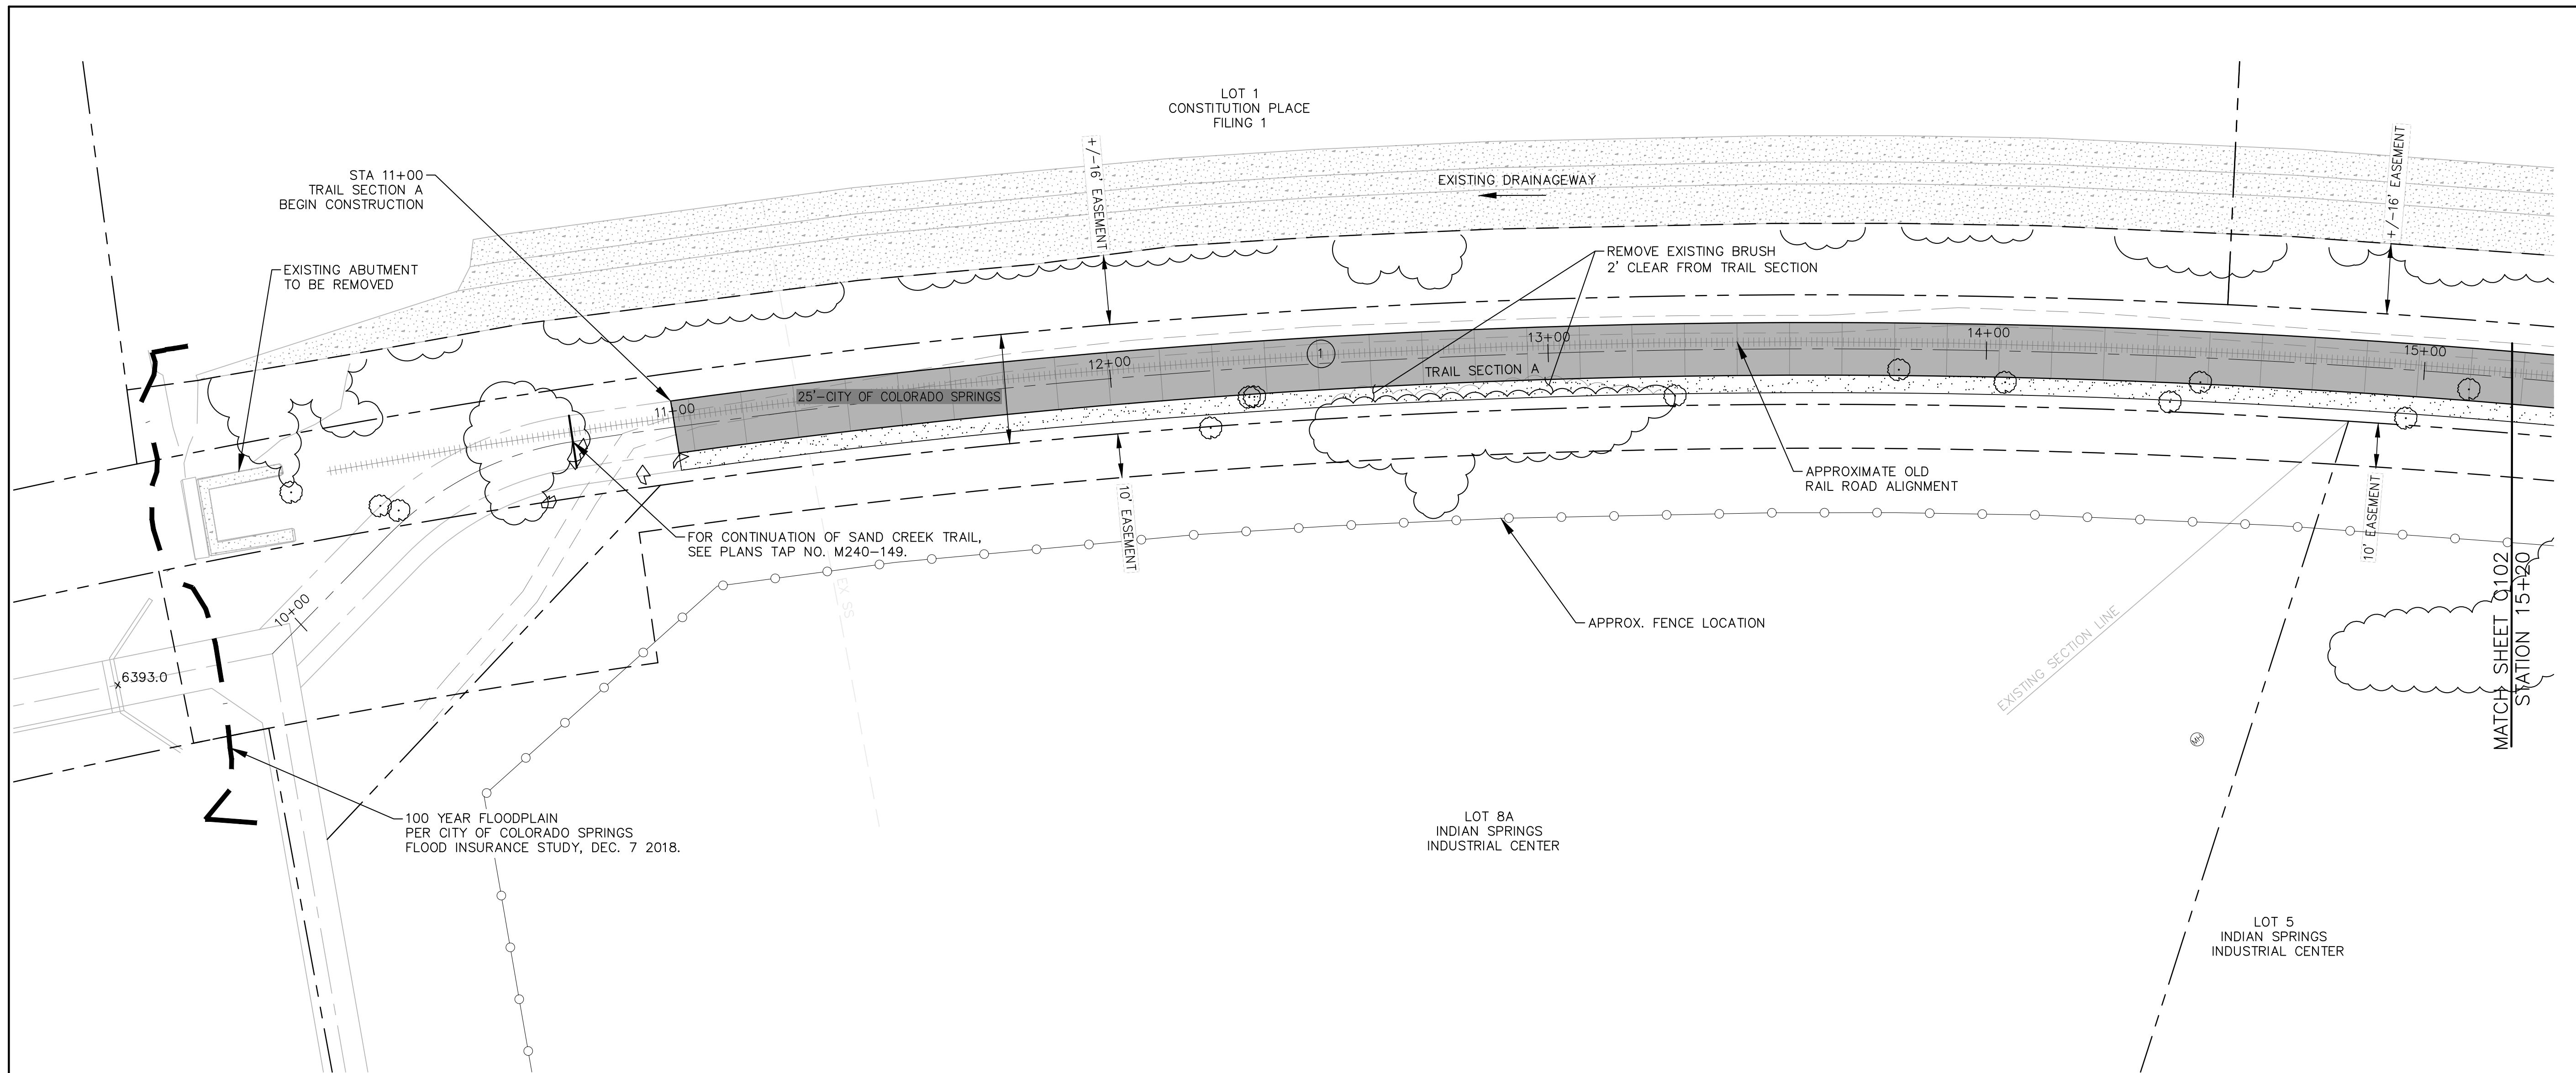 LOT 1
CONSTITUTION PLACE
FILING 1
+/-16' EASEMENT
+/-16' EASEMENT
STA 11+00
TRAIL SECTION A
BEGIN CONSTRUCTION
EXISTING DRAINAGEWAY
EXISTING ABUTMENT
TO BE REMOVED
REMOVE EXISTING BRUSH
2' CLEAR FROM TRAIL SECTION
13+00
14+00
15+00
12+00
1
TRAIL SECTION A
25'-CITY OF COLORADO SPRINGS
11+00
APPROXIMATE OLD
RAIL ROAD ALIGNMENT
10' EASEMENT
10' EASEMENT
FOR CONTINUATION OF SAND CREEK TRAIL,
SEE PLANS TAP NO. M240-149.
EX SS
10+00
APPROX. FENCE LOCATION
MATCH SHEET C102
STATION 15+20
EXISTING SECTION LINE
6393.0
MH
100 YEAR FLOODPLAIN
PER CITY OF COLORADO SPRINGS
FLOOD INSURANCE STUDY, DEC. 7 2018.
LOT 8A
INDIAN SPRINGS
INDUSTRIAL CENTER
LOT 5
INDIAN SPRINGS
INDUSTRIAL CENTER